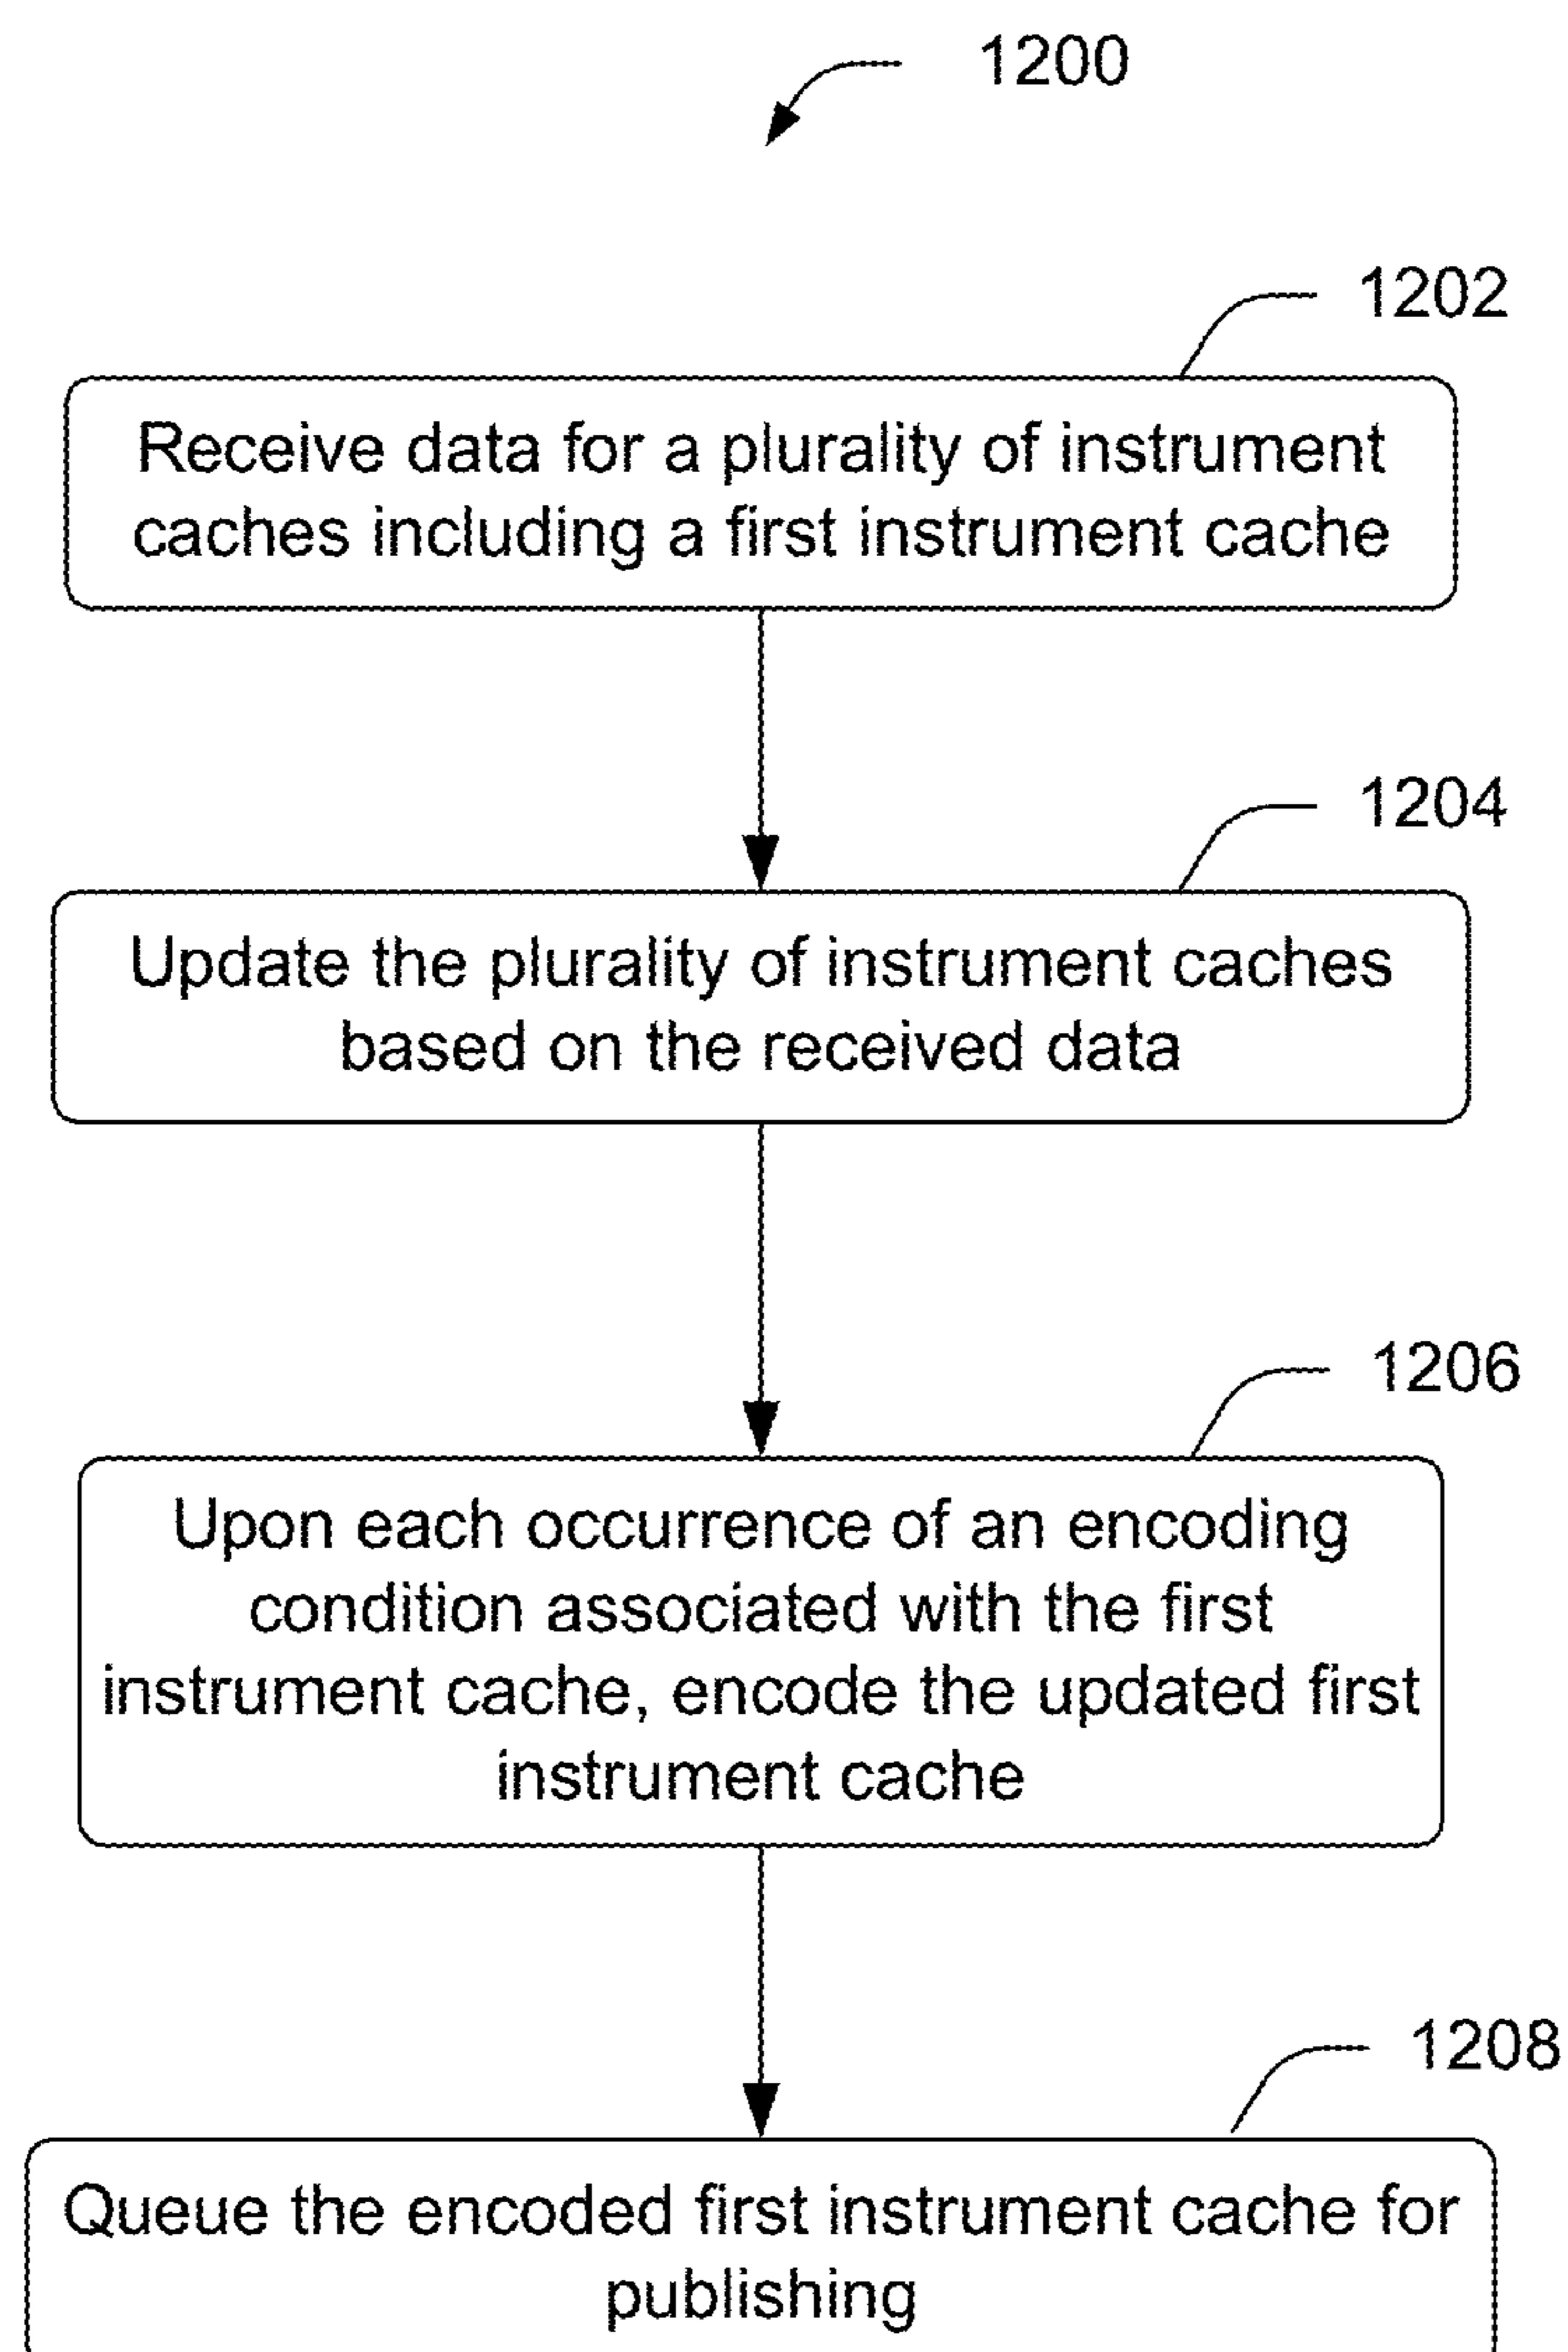 1200
1202
Receive data for a plurality of instrument
caches including a first instrument cache
1204
Update the plurality of instrument caches
based on the received data
1206
Upon each occurrence of an encoding
condition associated with the first
instrument cache, encode the updated first
instrument cache
1208
Queue the encoded first instrument cache for
publishing